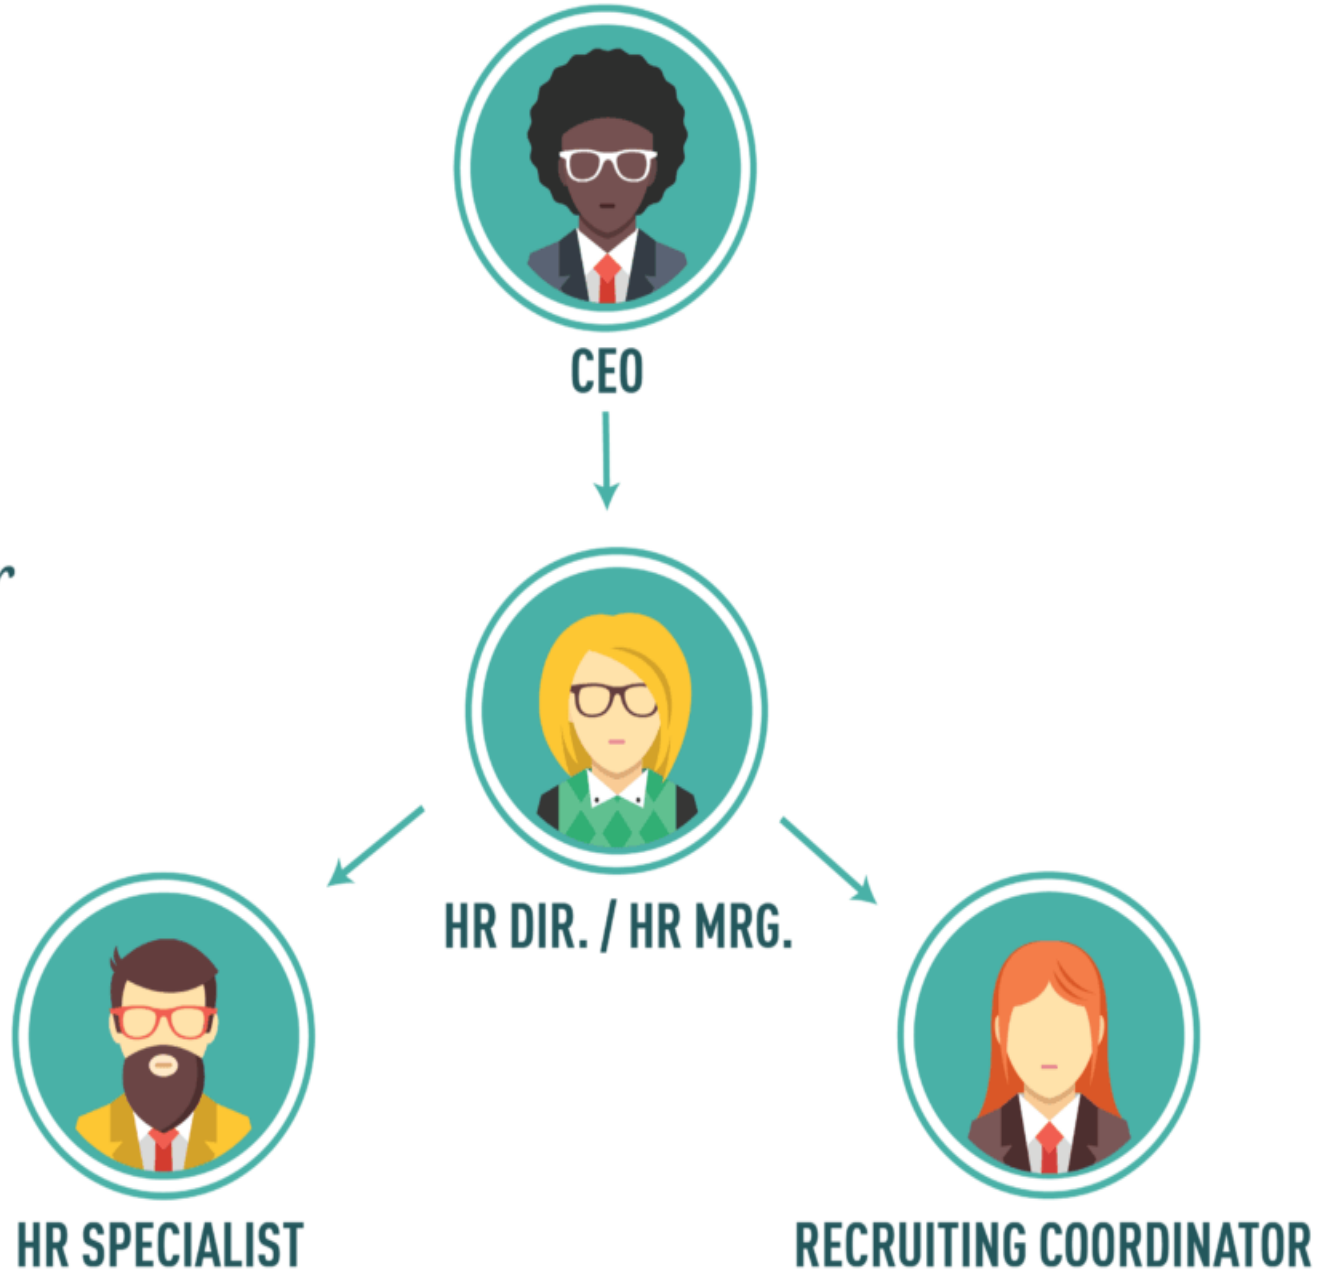 CEO
HR DIR. / HR MRG.
HR SPECIALIST
RECRUITING COORDINATOR